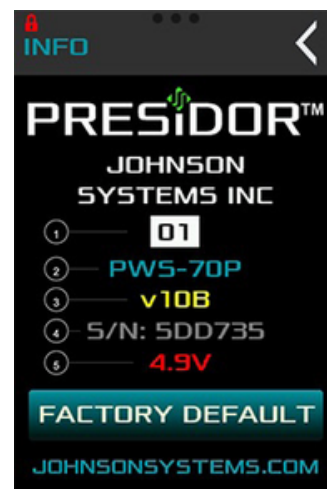 INFO
PRESiDOR™
JOHNSON
SYSTEMS INC
1 01
2 PWS-70P
3 v10B
4 S/N: 5DD735
5 4.9V
FACTORY DEFAULT
JOHNSONSYSTEMS.COM